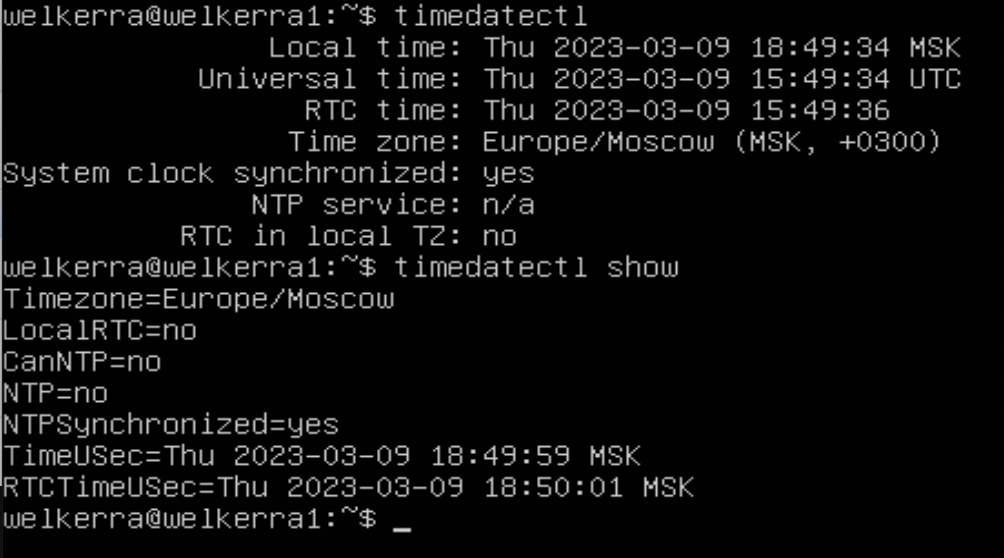 welkerra@welkerra1:~$ timedatectl
Local time: Thu 2023-03-09 18:49:34 MSK
Universal time: Thu 2023-03-09 15:49:34 UTC
RTC time: Thu 2023-03-09 15:49:36
Time zone: Europe/Moscow (MSK, +0300)
System clock synchronized: yes
NTP service: n/a
RTC in local TZ: no
welkerra@welkerra1:~$ timedatectl show
Timezone=Europe/Moscow
LocalRTC=no
CanNTP=no
NTP=no
NTPSynchronized=yes
TimeUSec=Thu 2023-03-09 18:49:59 MSK
RTCTimeUSec=Thu 2023-03-09 18:50:01 MSK
welkerra@welkerra1:~$ _